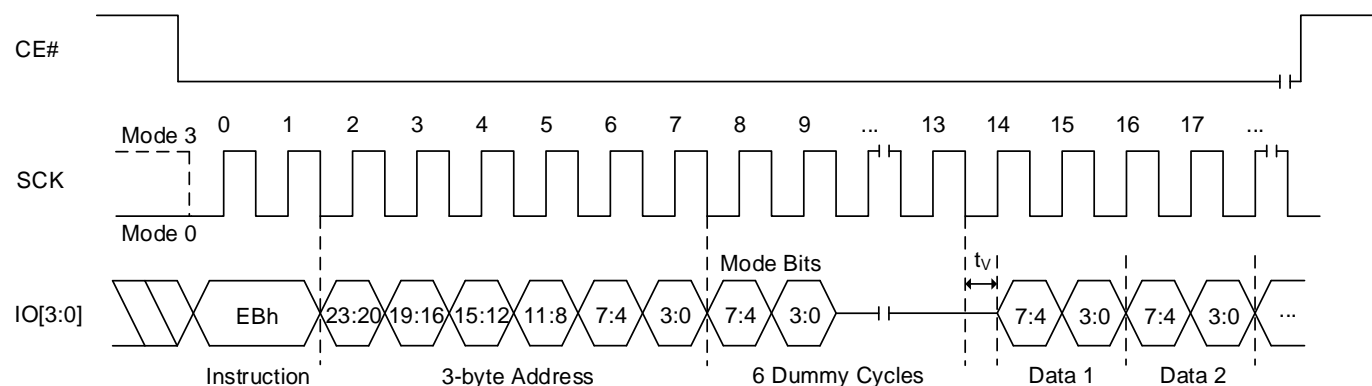 CE#
0 1 2 3 4 5 6 7 8 9 ... 13 14 15 16 17 ...
Mode 3
SCK
Mode 0
Mode Bits
tV
IO[3:0]
EBh 23:20 19:16 15:12 11:8 7:4 3:0 7:4 3:0 7:4 3:0 7:4 3:0 ...
Instruction 3-byte Address 6 Dummy Cycles Data 1 Data 2